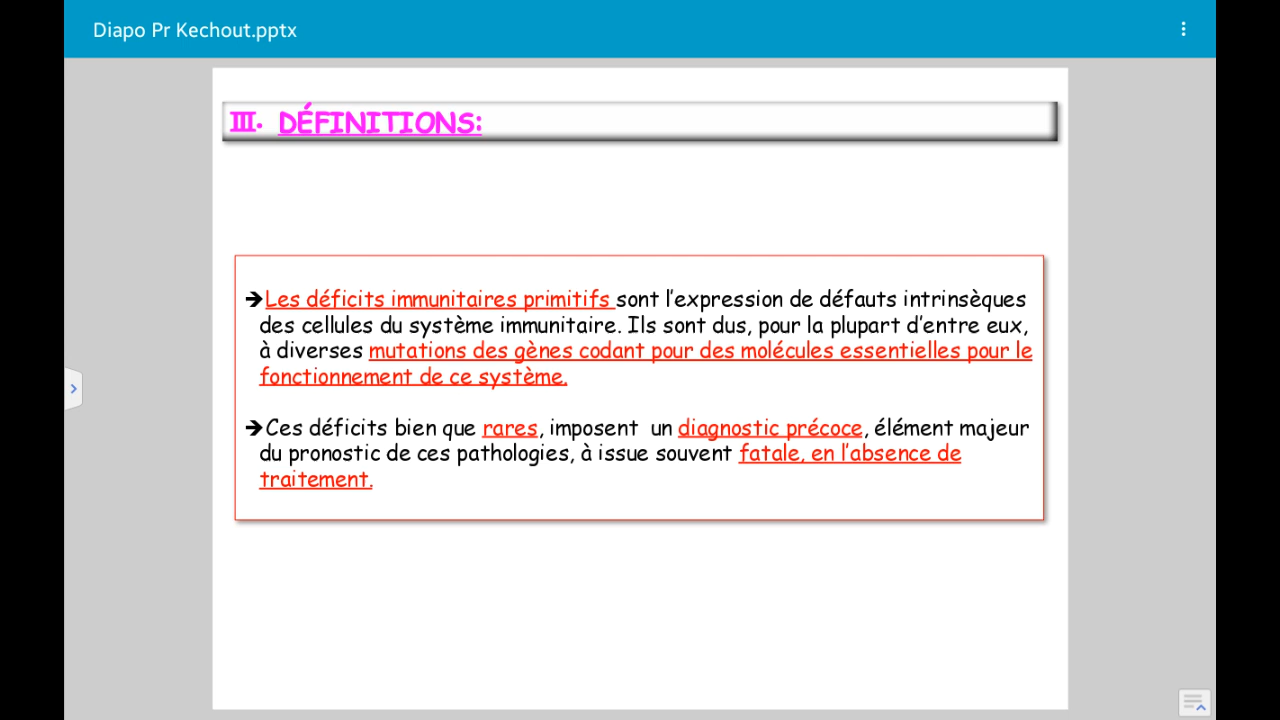 Diapo Pr Kechout.pptx
III. DÉFINITIONS:
➔Les déficits immunitaires primitifs sont l'expression de défauts intrinsèques
des cellules du système immunitaire. Ils sont dus, pour la plupart d'entre eux,
à diverses mutations des gènes codant pour des molécules essentielles pour le
fonctionnement de ce système.
➔Ces déficits bien que rares, imposent un diagnostic précoce, élément majeur
du pronostic de ces pathologies, à issue souvent fatale, en l'absence de
traitement.